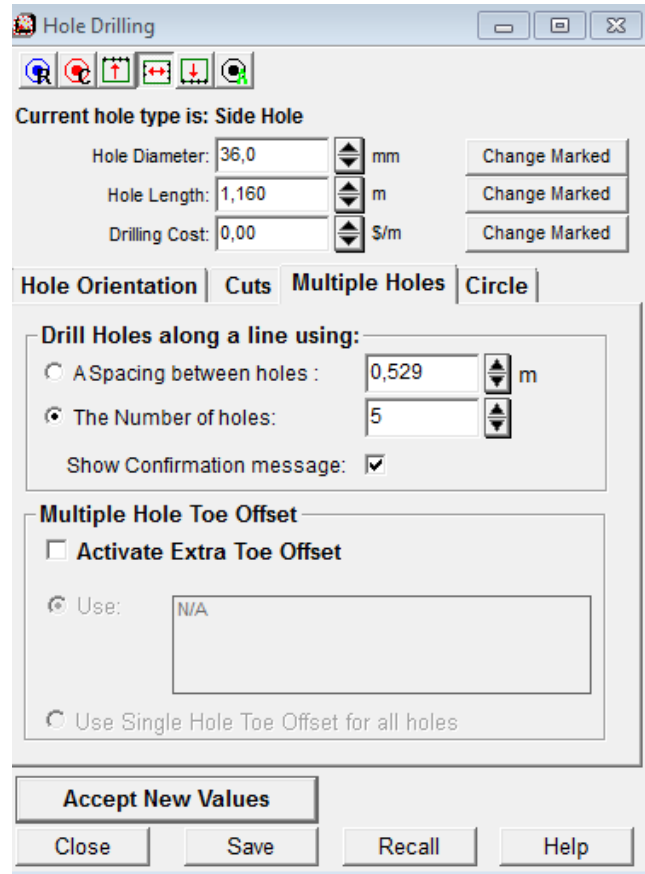 Hole Drilling
R C A
Current hole type is: Side Hole
Hole Diameter: 36,0 mm Change Marked
Hole Length: 1,160 m Change Marked
Drilling Cost: 0,00 $/m Change Marked
Hole Orientation Cuts Multiple Holes Circle
Drill Holes along a line using:
A Spacing between holes : 0,529 m
The Number of holes: 5
Show Confirmation message:
Multiple Hole Toe Offset
Activate Extra Toe Offset
Use: N/A
Use Single Hole Toe Offset for all holes
Accept New Values
Close Save Recall Help